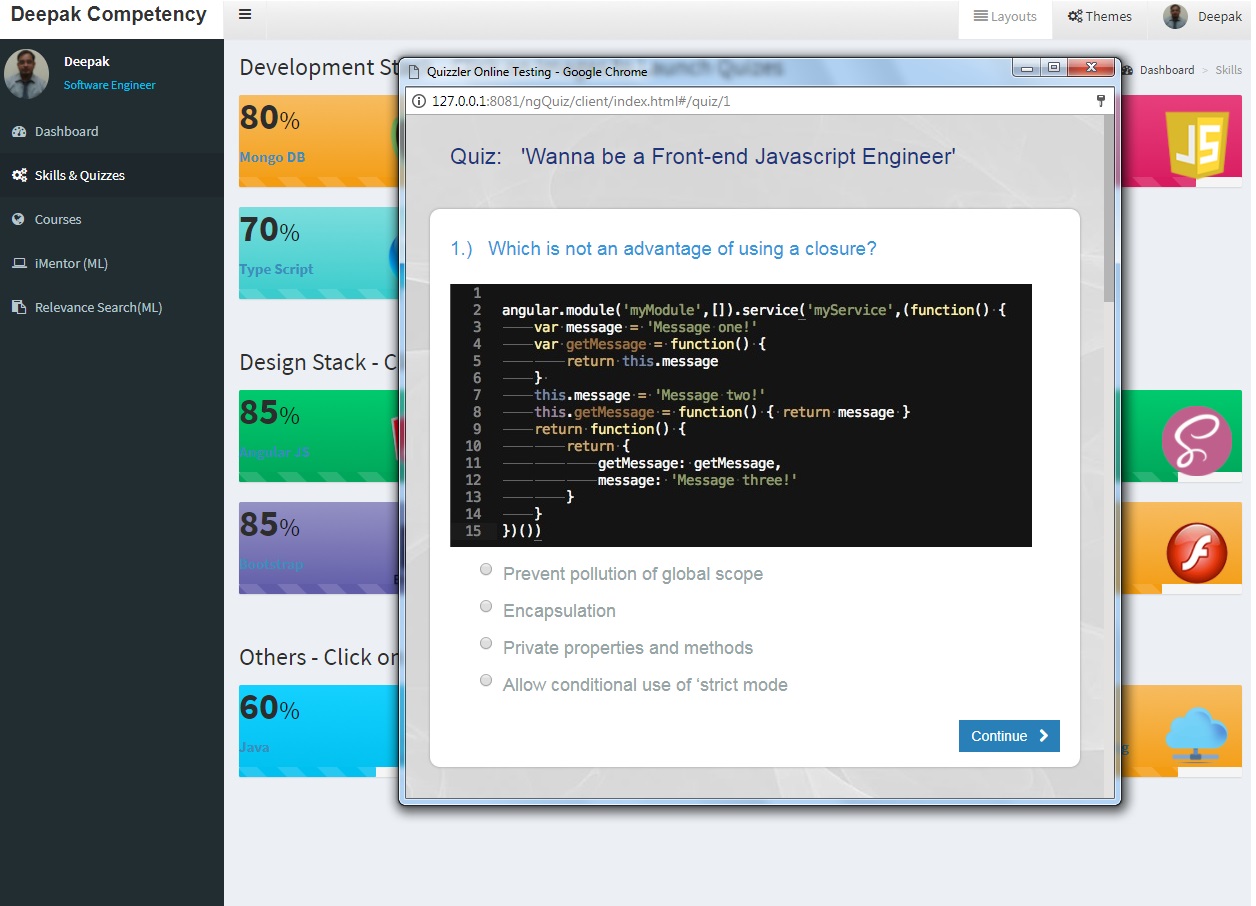 Deepak Competency
Layouts
Themes
Deepak
Deepak
Software Engineer
Dashboard
Skills & Quizzes
Courses
iMentor (ML)
Relevance Search(ML)
Development St
Launch Quizes
Dashboard > Skills
80%
Mongo DB
JS
70%
Type Script
Design Stack - C
85%
Angular JS
85%
Bootstrap
Others - Click or
60%
Java
g
Quizzler Online Testing - Google Chrome
127.0.0.1:8081/ngQuiz/client/index.html#/quiz/1
Quiz: 'Wanna be a Front-end Javascript Engineer'
1.) Which is not an advantage of using a closure?
1
2 angular.module('myModule',[]).service('myService',(function() {
3 var message = 'Message one!'
4 var getMessage = function() {
5 return this.message
6 }
7 this.message = 'Message two!'
8 this.getMessage = function() { return message }
9 return function() {
10 return {
11 getMessage: getMessage,
12 message: 'Message three!'
13 }
14 }
15 })())
Prevent pollution of global scope
Encapsulation
Private properties and methods
Allow conditional use of ‘strict mode
Continue